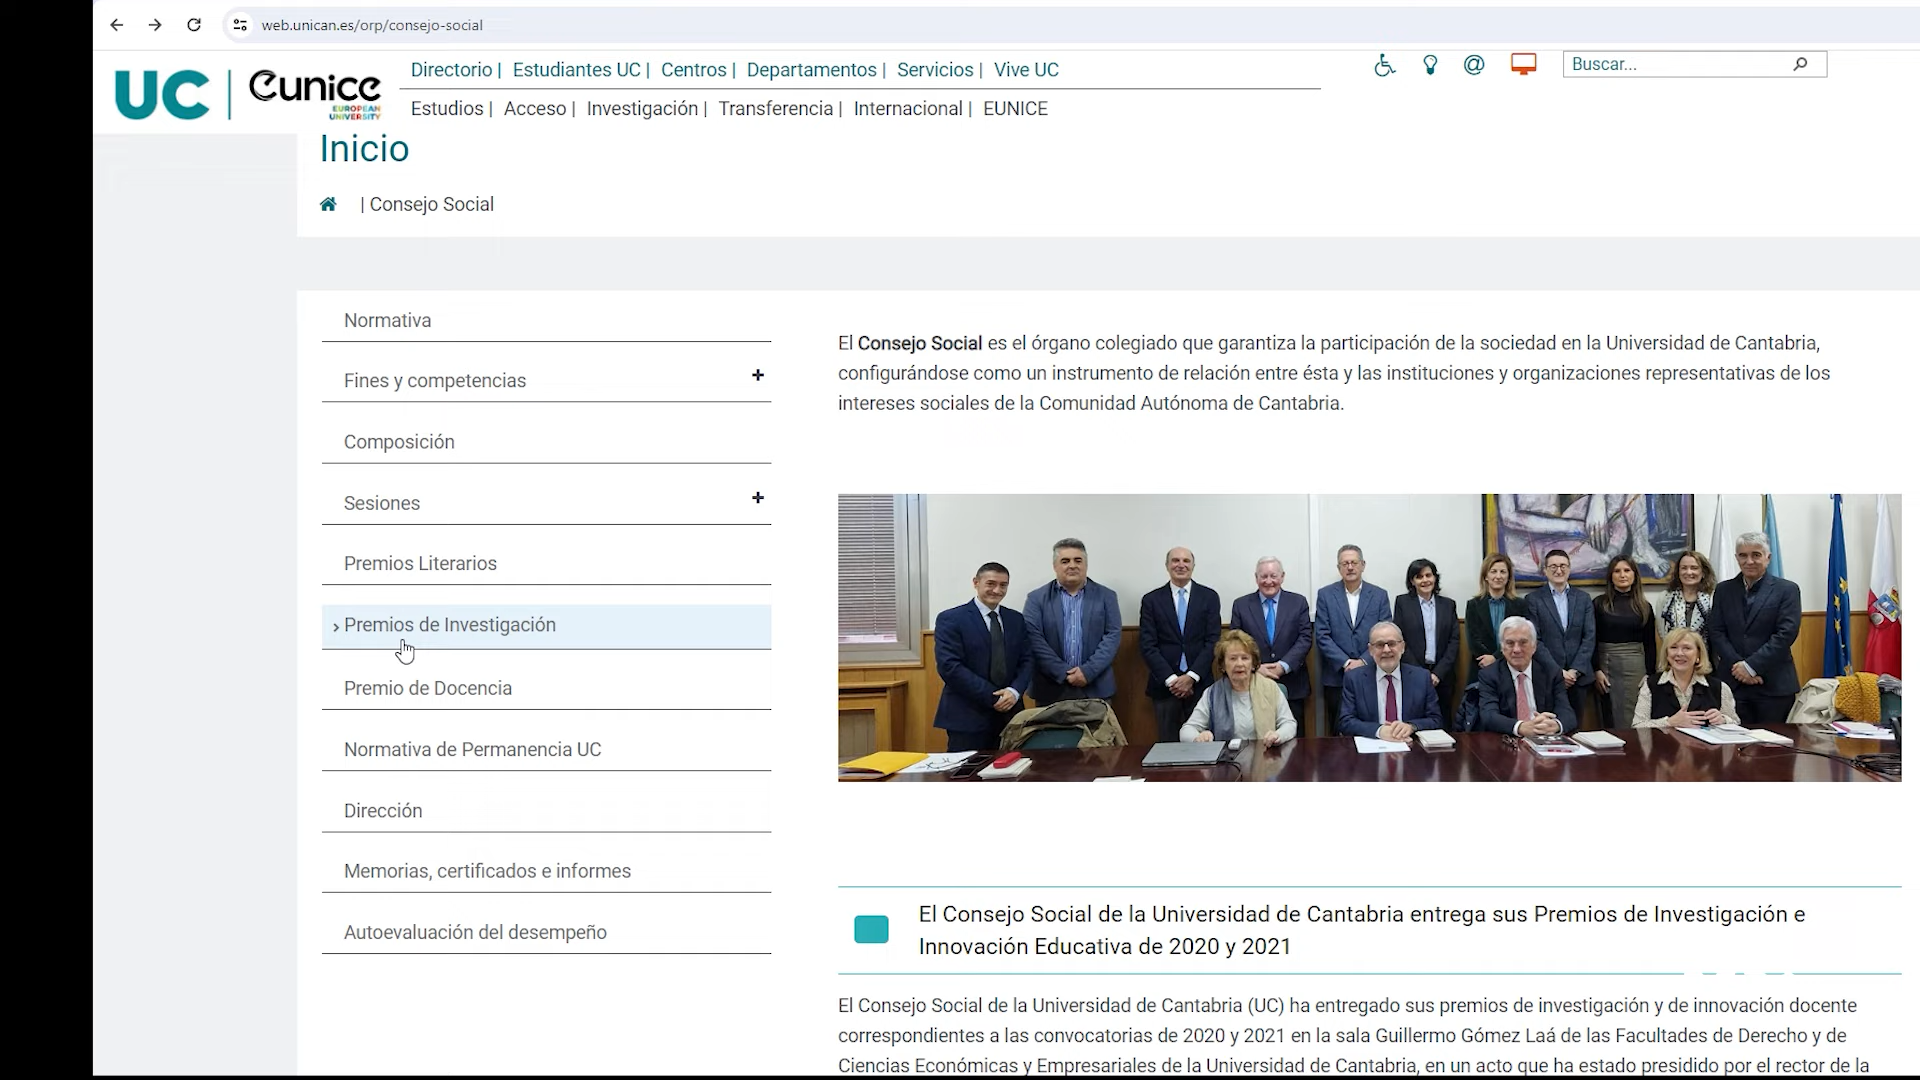 web.unican.es/orp/consejo-social
UC | eunice
EUROPEAN
UNIVERSITY
Directorio | Estudiantes UC | Centros | Departamentos | Servicios | Vive UC
Buscar...
Estudios | Acceso | Investigación | Transferencia | Internacional | EUNICE
Inicio
| Consejo Social
Normativa
Fines y competencias +
Composición
Sesiones +
Premios Literarios
› Premios de Investigación
Premio de Docencia
Normativa de Permanencia UC
Dirección
Memorias, certificados e informes
Autoevaluación del desempeño
El Consejo Social es el órgano colegiado que garantiza la participación de la sociedad en la Universidad de Cantabria,
configurándose como un instrumento de relación entre ésta y las instituciones y organizaciones representativas de los
intereses sociales de la Comunidad Autónoma de Cantabria.
El Consejo Social de la Universidad de Cantabria entrega sus Premios de Investigación e
Innovación Educativa de 2020 y 2021
El Consejo Social de la Universidad de Cantabria (UC) ha entregado sus premios de investigación y de innovación docente
correspondientes a las convocatorias de 2020 y 2021 en la sala Guillermo Gómez Laá de las Facultades de Derecho y de
Ciencias Económicas y Empresariales de la Universidad de Cantabria, en un acto que ha estado presidido por el rector de la